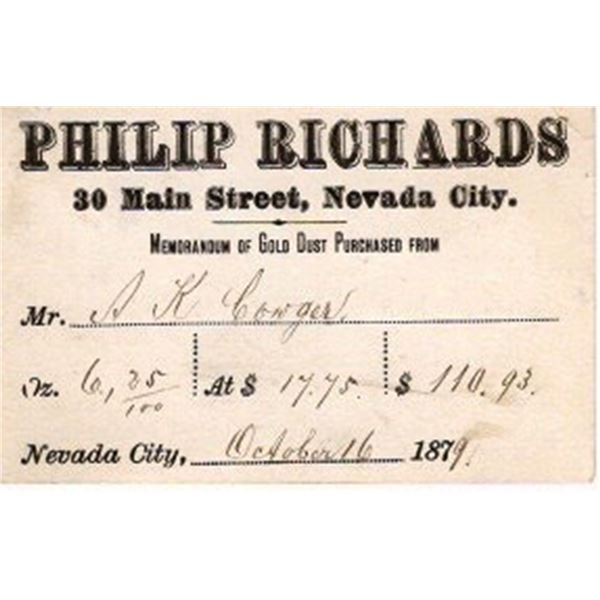 PHILIP RICHARDS
30 Main Street, Nevada City.
MEMORANDUM OF GOLD DUST PURCHASED FROM
Mr. A K Cowger
Oz. 6, 25/100 At $ 17.75 $ 110.93.
Nevada City, October 16 1879.